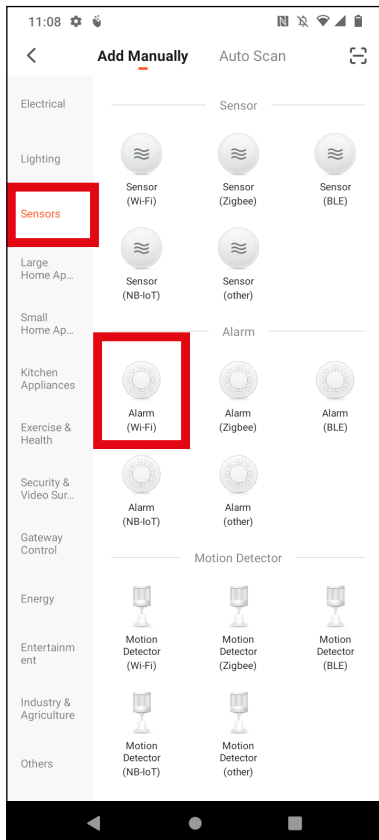 11:08
Add Manually Auto Scan
Electrical
Lighting
Sensors
Large
Home Ap...
Small
Home Ap...
Kitchen
Appliances
Exercise &
Health
Security &
Video Sur...
Gateway
Control
Energy
Entertainm
ent
Industry &
Agriculture
Others
Sensor
Sensor
(Wi-Fi)
Sensor
(Zigbee)
Sensor
(BLE)
Sensor
(NB-IoT)
Sensor
(other)
Alarm
Alarm
(Wi-Fi)
Alarm
(Zigbee)
Alarm
(BLE)
Alarm
(NB-IoT)
Alarm
(other)
Motion Detector
Motion
Detector
(Wi-Fi)
Motion
Detector
(Zigbee)
Motion
Detector
(BLE)
Motion
Detector
(NB-IoT)
Motion
Detector
(other)